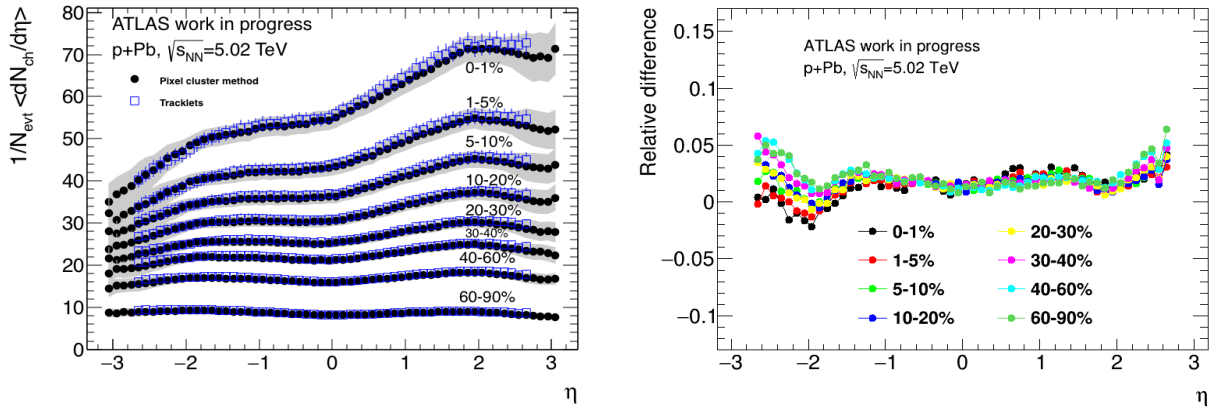 1/N_evt <dN_ch/dη>
80
70
60
50
40
30
20
10
0
ATLAS work in progress
p+Pb, √s_NN=5.02 TeV
Pixel cluster method
Tracklets
0-1%
1-5%
5-10%
10-20%
20-30%
30-40%
40-60%
60-90%
−3 −2 −1 0 1 2 3
η
Relative difference
0.15
0.1
0.05
0
−0.05
−0.1
ATLAS work in progress
p+Pb, √s_NN=5.02 TeV
0-1% 20-30%
1-5% 30-40%
5-10% 40-60%
10-20% 60-90%
−3 −2 −1 0 1 2 3
η